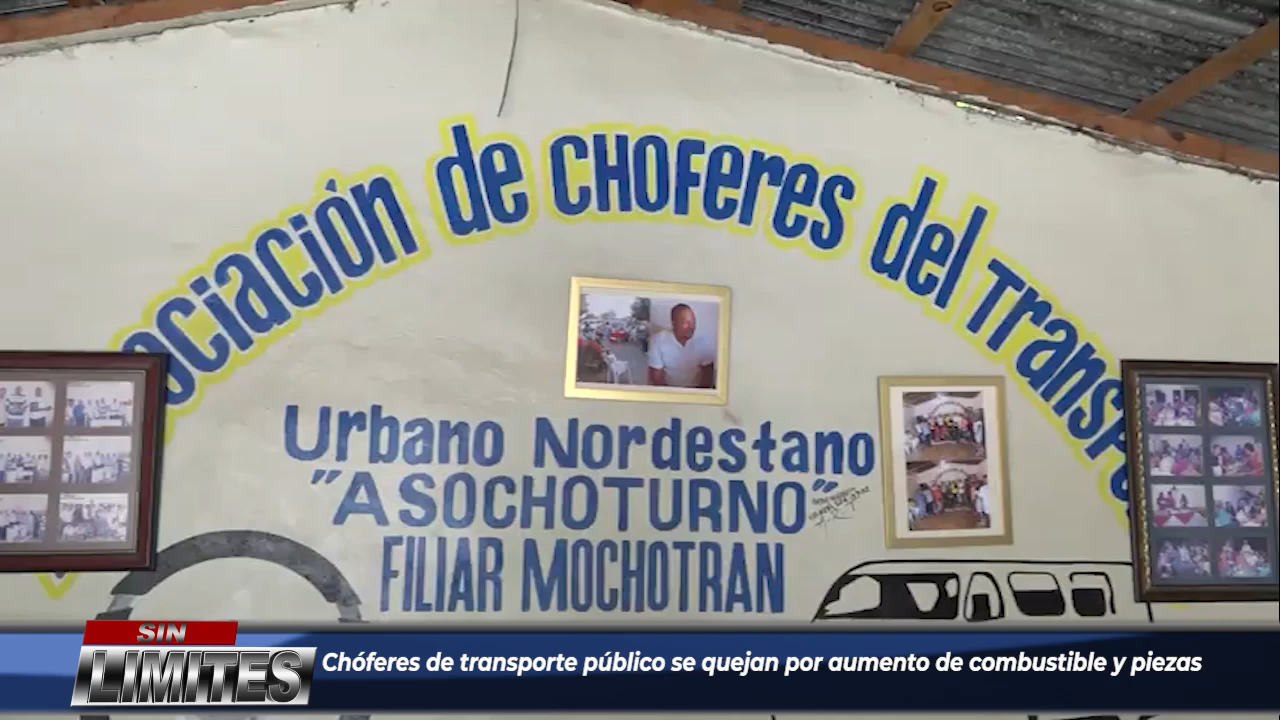 ociación de CHOFERES del Transp
Urbano Nordestano
"ASOCHOTURNO"
FILIAR MOCHOTRAN
SIN
LIMITES
Chóferes de transporte público se quejan por aumento de combustible y piezas